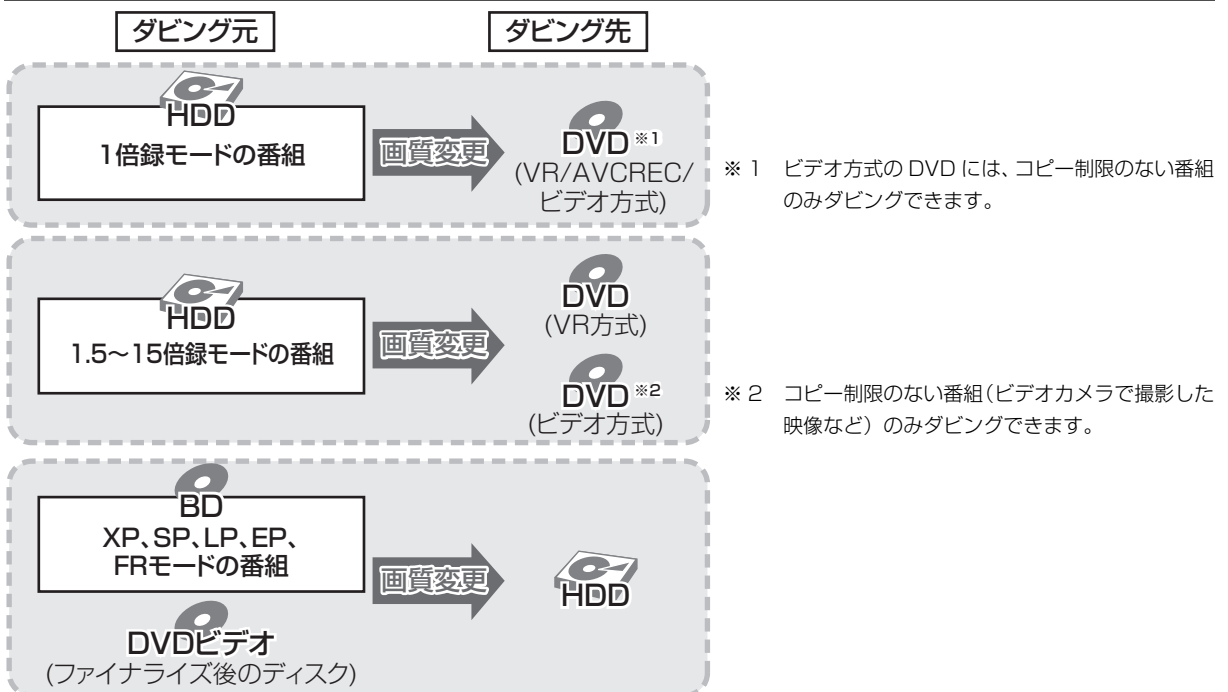 ダビング元
ダビング先
HDD
1倍録モードの番組
画質変更
DVD ※1
(VR/AVCREC/
ビデオ方式)
※ 1 ビデオ方式の DVD には、コピー制限のない番組
のみダビングできます。
HDD
1.5～15倍録モードの番組
画質変更
DVD
(VR方式)
DVD ※2
(ビデオ方式)
※ 2 コピー制限のない番組(ビデオカメラで撮影した
映像など) のみダビングできます。
BD
XP、SP、LP、EP、
FRモードの番組
画質変更
HDD
DVDビデオ
(ファイナライズ後のディスク)